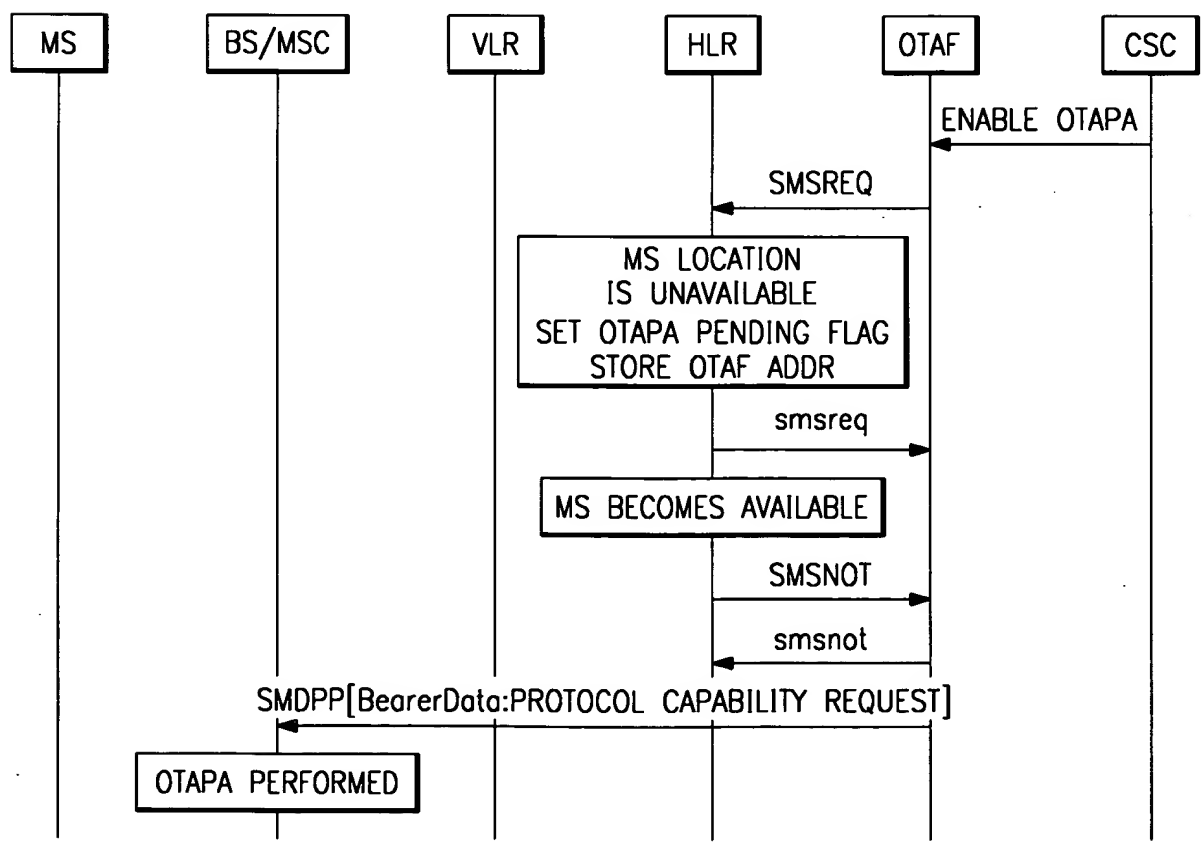 MS
BS/MSC
VLR
HLR
OTAF
CSC
ENABLE OTAPA
SMSREQ
MS LOCATION
IS UNAVAILABLE
SET OTAPA PENDING FLAG
STORE OTAF ADDR
smsreq
MS BECOMES AVAILABLE
SMSNOT
smsnot
SMDPP[BearerData:PROTOCOL CAPABILITY REQUEST]
OTAPA PERFORMED